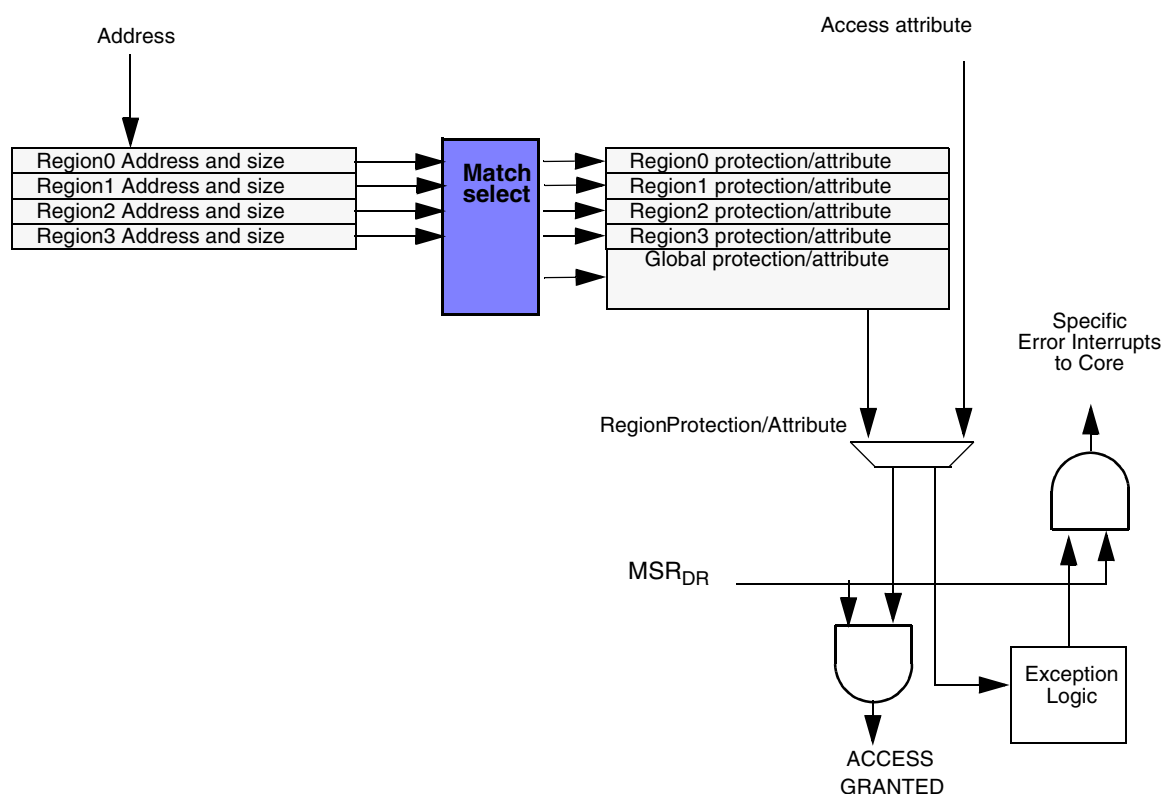 Address
Access attribute
Region0 Address and size
Region1 Address and size
Region2 Address and size
Region3 Address and size
Match
select
Region0 protection/attribute
Region1 protection/attribute
Region2 protection/attribute
Region3 protection/attribute
Global protection/attribute
Specific
Error Interrupts
to Core
RegionProtection/Attribute
MSRDR
Exception
Logic
ACCESS
GRANTED